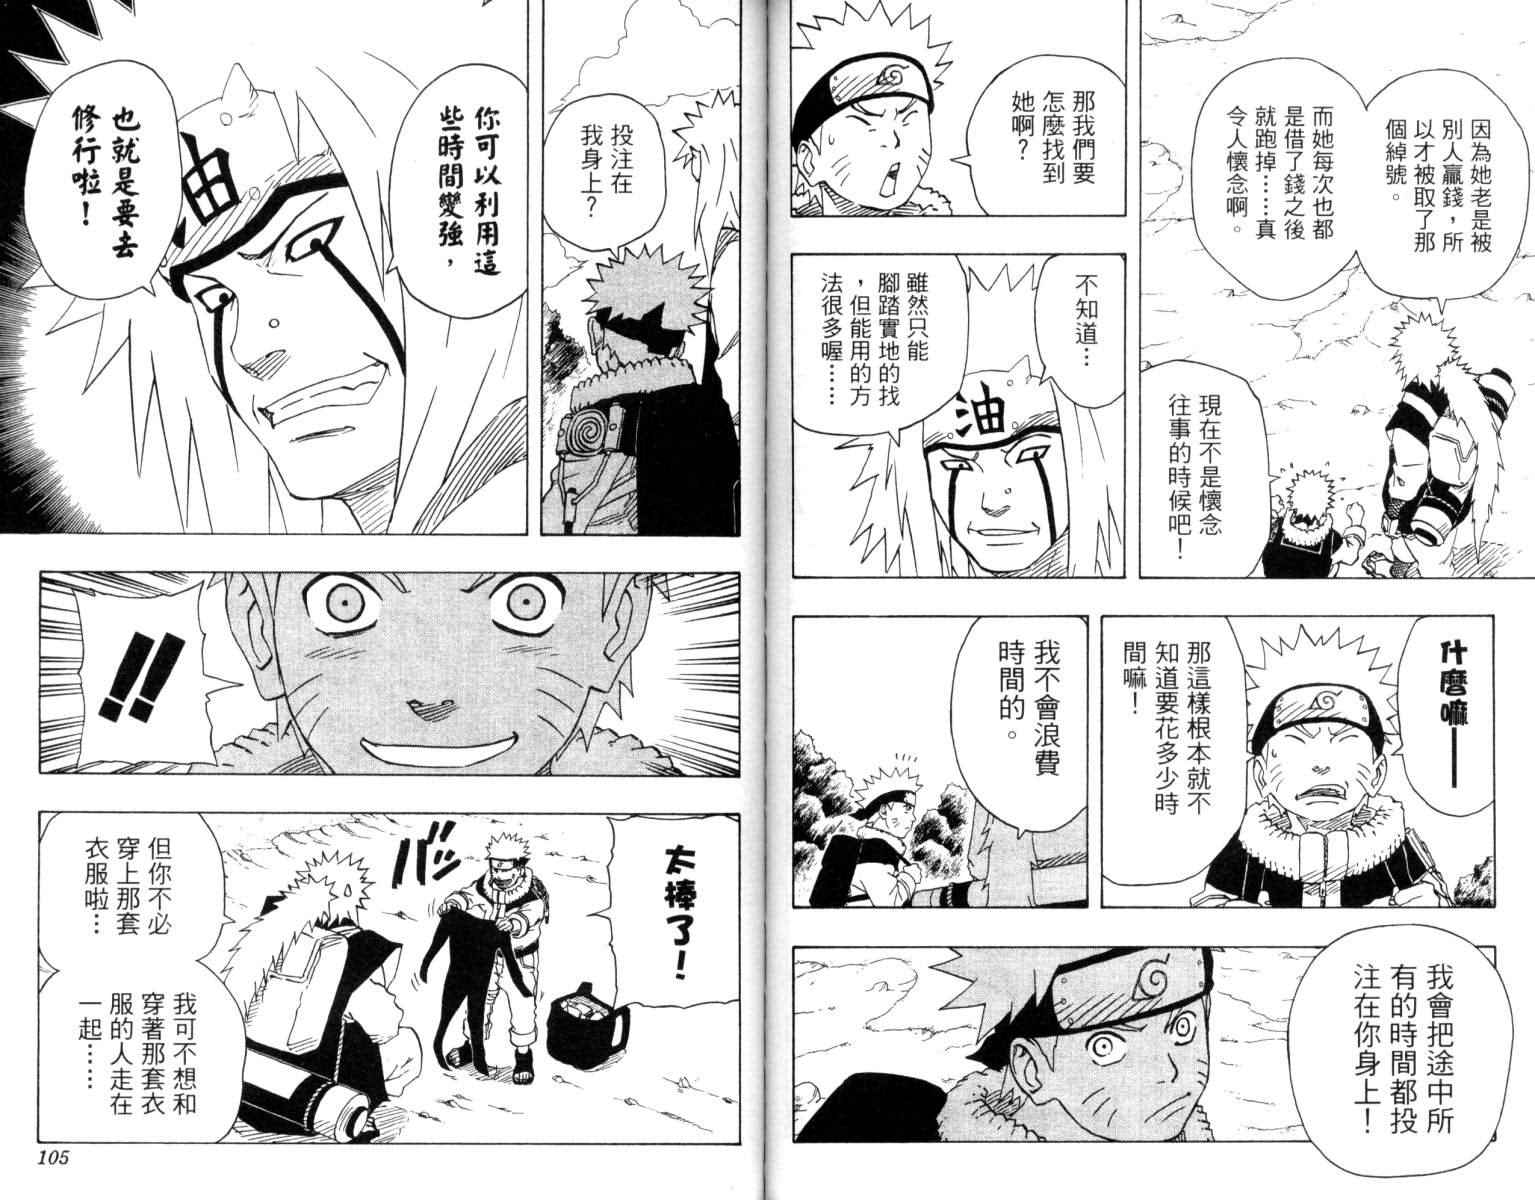 因為她老是被
別人贏錢，所
以才被取了那
個綽號。
而她每次也都
是借了錢之後
就跑掉……真
令人懷念啊。
現在不是懷念
往事的時候吧！
那我們要
怎麼找到
她啊？
不知道…
雖然只能
腳踏實地的找
，但能用的方
法很多喔……
油
什麼嘛——
那這樣根本就不
知道要花多少時
間嘛！
我不會浪費
時間的。
我會把途中所
有的時間都投
注在你身上！
投注在
我身上？
你可以利用這
些時間變強，
也就是要去
修行啦！
油
!!
太棒了！
バッ
但你不必
穿上那套
衣服啦…
我可不想和
穿著那套衣
服的人走在
一起……
105